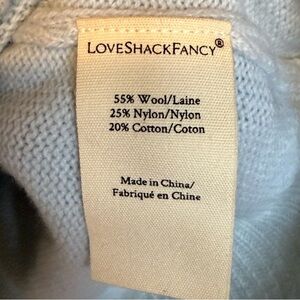 LOVESHACKFANCY®
55% Wool/Laine
25% Nylon/Nylon
20% Cotton/Coton
Made in China/
Fabriqué en Chine